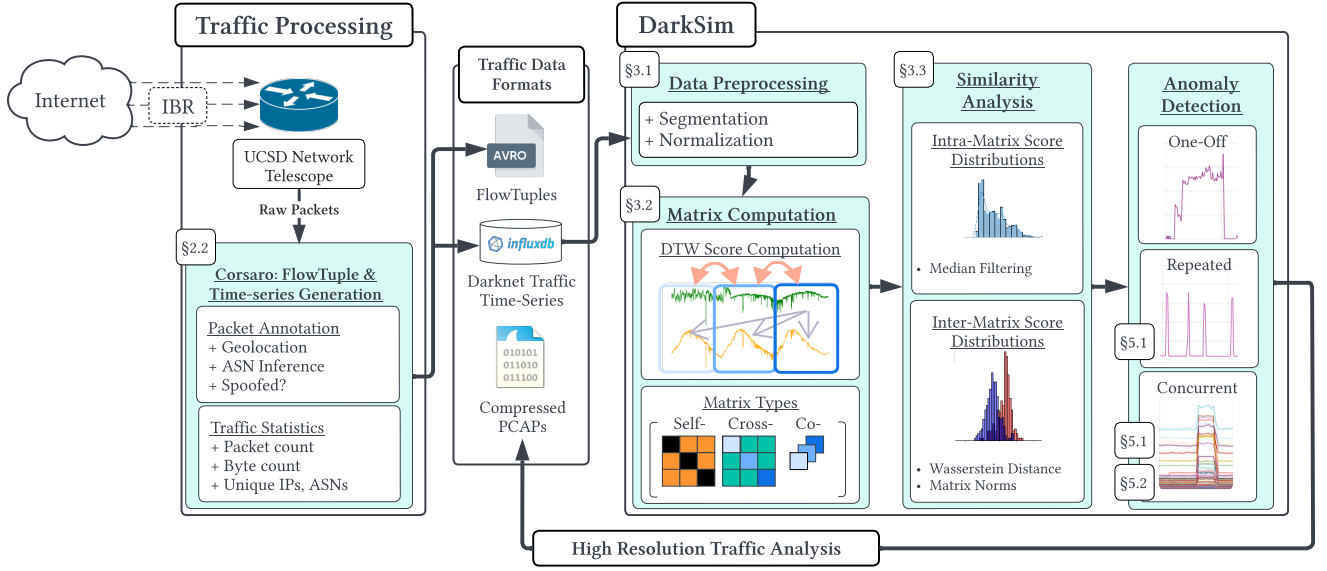 Traffic Processing
Internet
IBR
UCSD Network
Telescope
Raw Packets
§2.2
Corsaro: FlowTuple &
Time-series Generation
Packet Annotation
+ Geolocation
+ ASN Inference
+ Spoofed?
Traffic Statistics
+ Packet count
+ Byte count
+ Unique IPs, ASNs
Traffic Data
Formats
AVRO
FlowTuples
influxdb
Darknet Traffic
Time-Series
010101
011010
011100
Compressed
PCAPs
DarkSim
§3.1
Data Preprocessing
+ Segmentation
+ Normalization
§3.2
Matrix Computation
DTW Score Computation
Matrix Types
Self-
Cross-
Co-
§3.3
Similarity
Analysis
Intra-Matrix Score
Distributions
• Median Filtering
Inter-Matrix Score
Distributions
• Wasserstein Distance
• Matrix Norms
Anomaly
Detection
One-Off
Repeated
§5.1
Concurrent
§5.1
§5.2
High Resolution Traffic Analysis